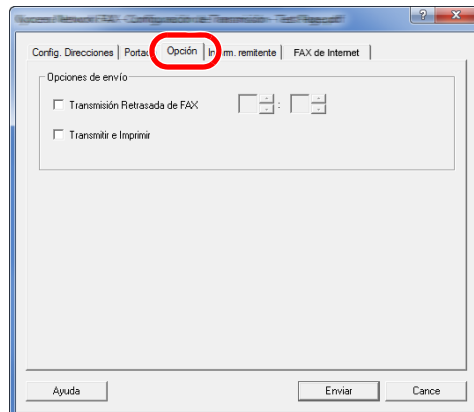 Config. Direcciones Portad Opción In rm. remitente FAX de Internet
Opciones de envío
Transmisión Retrasada de FAX :
Transmitir e Imprimir
Ayuda Enviar Cance